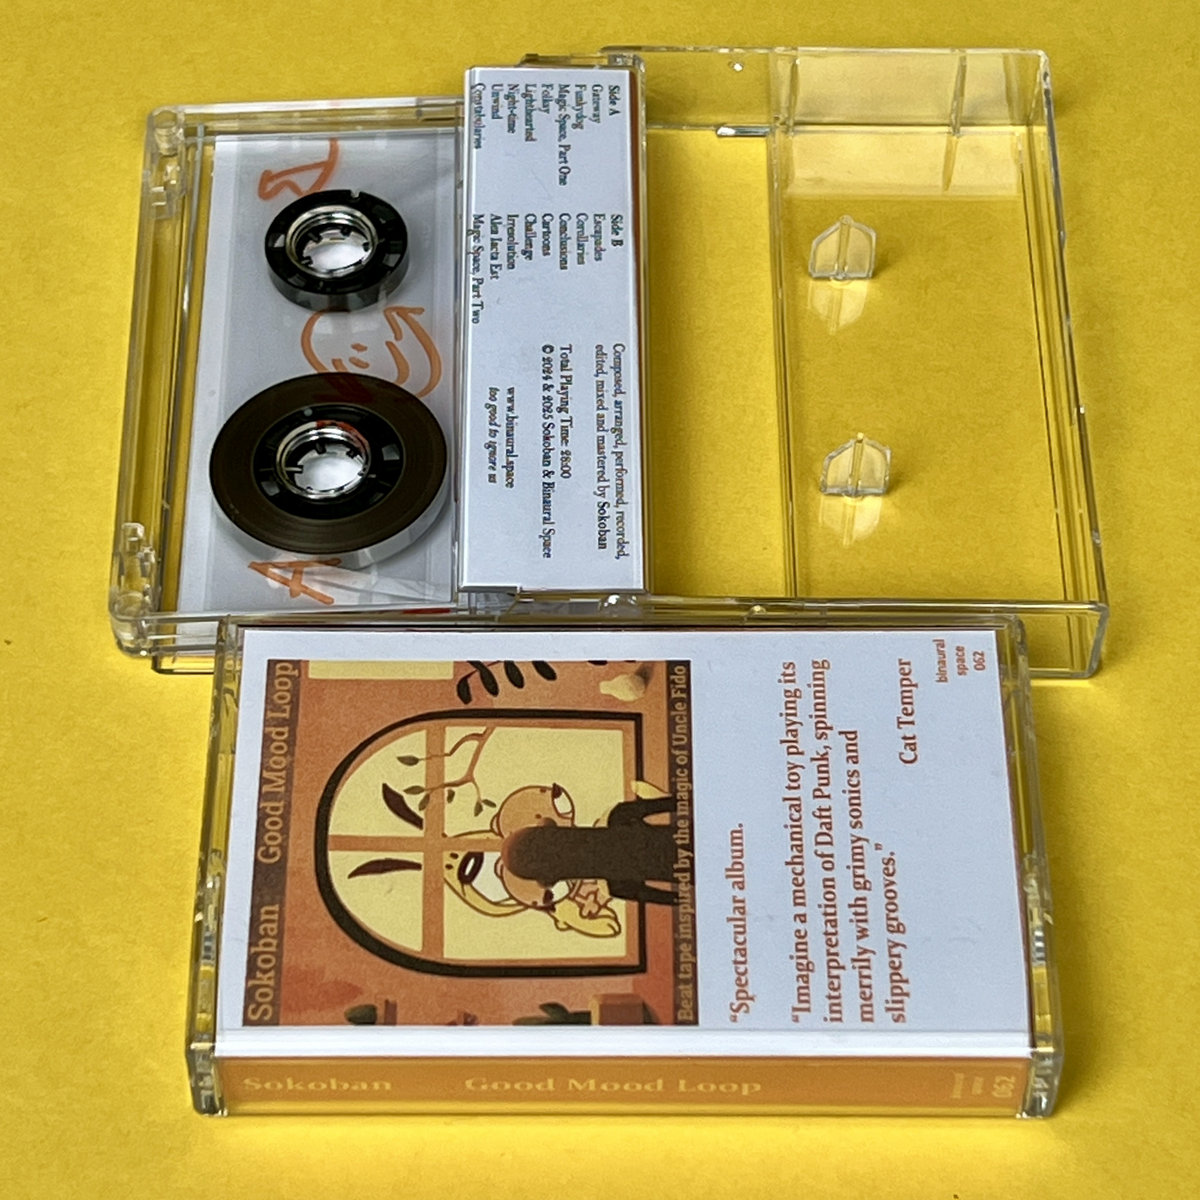 Side A
Gateway
Funkydog
Magic Space, Part One
Folksy
Lighthearted
Night-time
Unwind
Constabularies
Side B
Escapades
Corollaries
Conclusions
Cartoons
Challenge
Irresolution
Alea Iacta Est
Magic Space, Part Two
Composed, arranged, performed, recorded,
edited, mixed and mastered by Sokoban
Total Playing Time: 28:00
© 2024 & 2025 Sokoban & Binaural Space
www.binaural.space
too good to ignore us
B
A
Sokoban Good Mood Loop
Beat tape inspired by the magic of Uncle Fido
“Spectacular album.
“Imagine a mechanical toy playing its
interpretation of Daft Punk, spinning
merrily with grimy sonics and
slippery grooves.”
Cat Temper
binaural
space
062
Sokoban Good Mood Loop
062